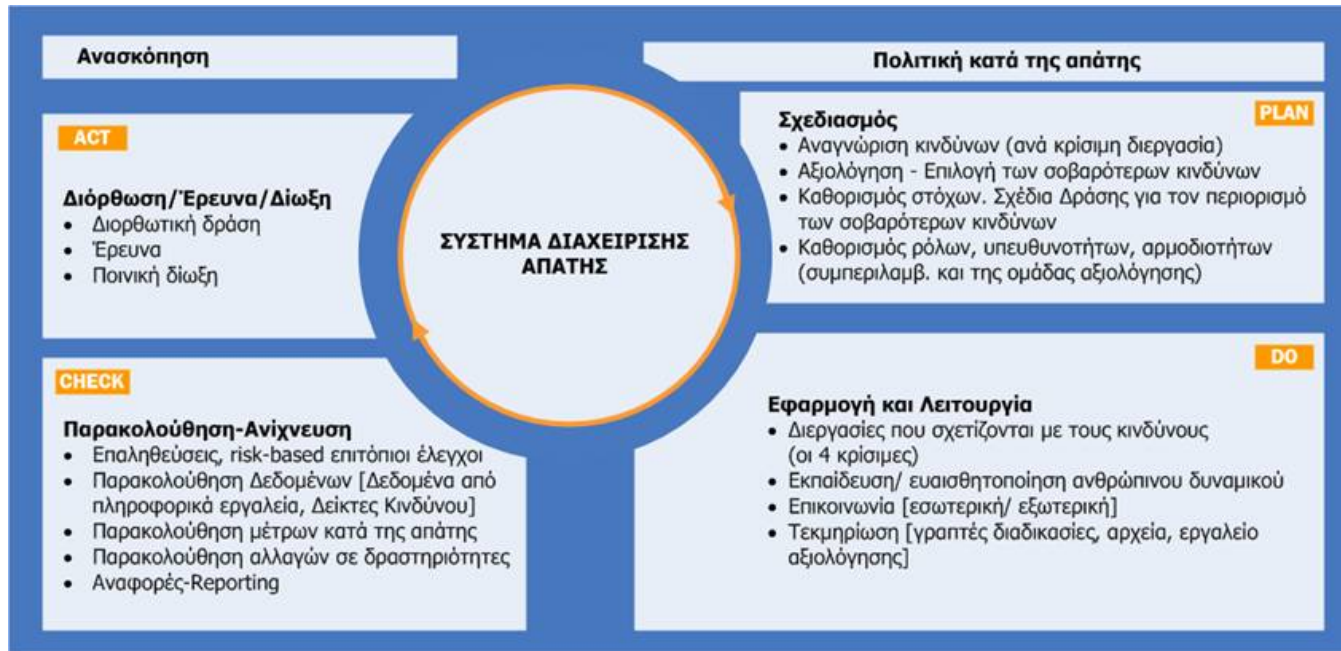 Ανασκόπηση
Πολιτική κατά της απάτης
ACT
Διόρθωση/Έρευνα/Δίωξη
• Διορθωτική δράση
• Έρευνα
• Ποινική δίωξη
ΣΥΣΤΗΜΑ ΔΙΑΧΕΙΡΙΣΗΣ
ΑΠΑΤΗΣ
PLAN
Σχεδιασμός
• Αναγνώριση κινδύνων (ανά κρίσιμη διεργασία)
• Αξιολόγηση - Επιλογή των σοβαρότερων κινδύνων
• Καθορισμός στόχων. Σχέδια Δράσης για τον περιορισμό
των σοβαρότερων κινδύνων
• Καθορισμός ρόλων, υπευθυνοτήτων, αρμοδιοτήτων
(συμπεριλαμβ. και της ομάδας αξιολόγησης)
CHECK
Παρακολούθηση-Ανίχνευση
• Επαληθεύσεις, risk-based επιτόπιοι έλεγχοι
• Παρακολούθηση Δεδομένων [Δεδομένα από
πληροφορικά εργαλεία, Δείκτες Κινδύνου]
• Παρακολούθηση μέτρων κατά της απάτης
• Παρακολούθηση αλλαγών σε δραστηριότητες
• Αναφορές-Reporting
DO
Εφαρμογή και Λειτουργία
• Διεργασίες που σχετίζονται με τους κινδύνους
(οι 4 κρίσιμες)
• Εκπαίδευση/ ευαισθητοποίηση ανθρώπινου δυναμικού
• Επικοινωνία [εσωτερική/ εξωτερική]
• Τεκμηρίωση [γραπτές διαδικασίες, αρχεία, εργαλείο
αξιολόγησης]